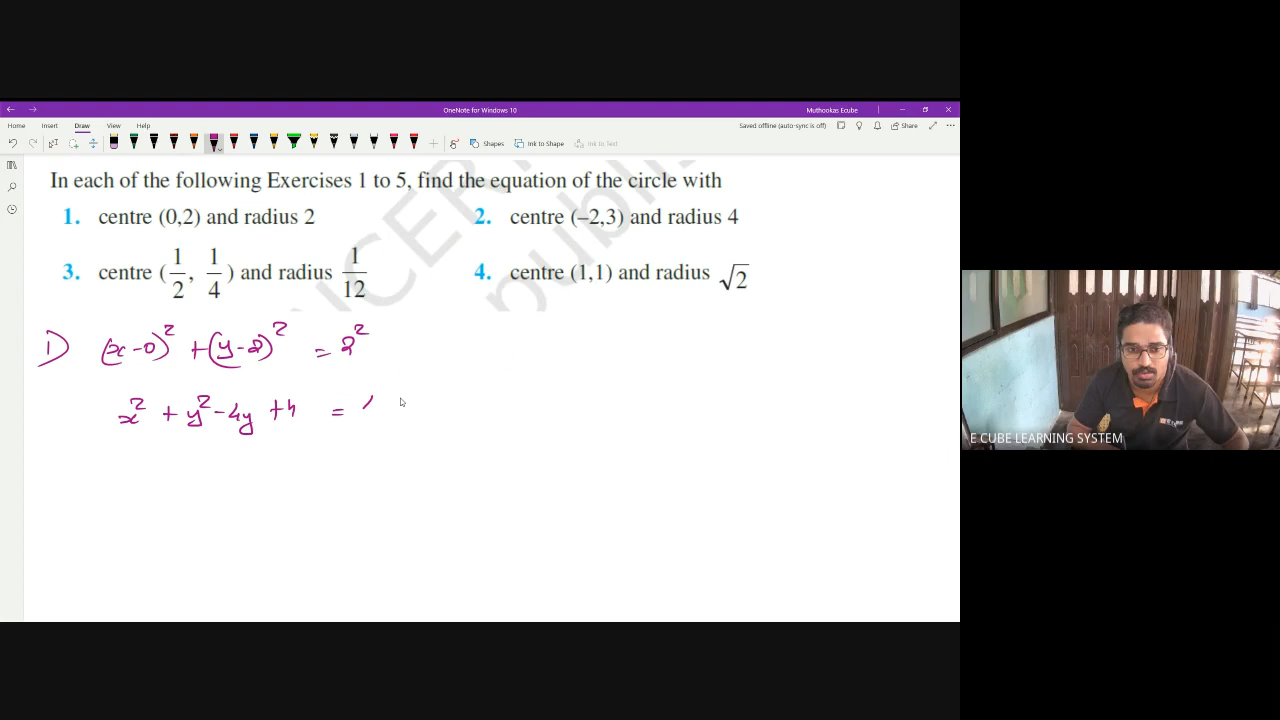 OneNote for Windows 10
Muthookas Ecube
Home Insert Draw View Help
Saved offline (auto-sync is off)
Share
Shapes Ink to Shape Ink to Text
In each of the following Exercises 1 to 5, find the equation of the circle with
1. centre (0,2) and radius 2
2. centre (–2,3) and radius 4
3. centre (1/2, 1/4) and radius 1/12
4. centre (1,1) and radius √2
1) (x-0)² + (y-2)² = 2²
x² + y² - 4y + 4 =
E CUBE LEARNING SYSTEM